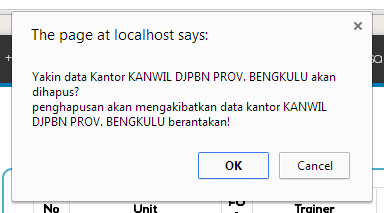 The page at localhost says:
Yakin data Kantor KANWIL DJPBN PROV. BENGKULU akan
dihapus?
penghapusan akan mengakibatkan data kantor KANWIL
DJPBN PROV. BENGKULU berantakan!
OK
Cancel
No
Unit
Trainer